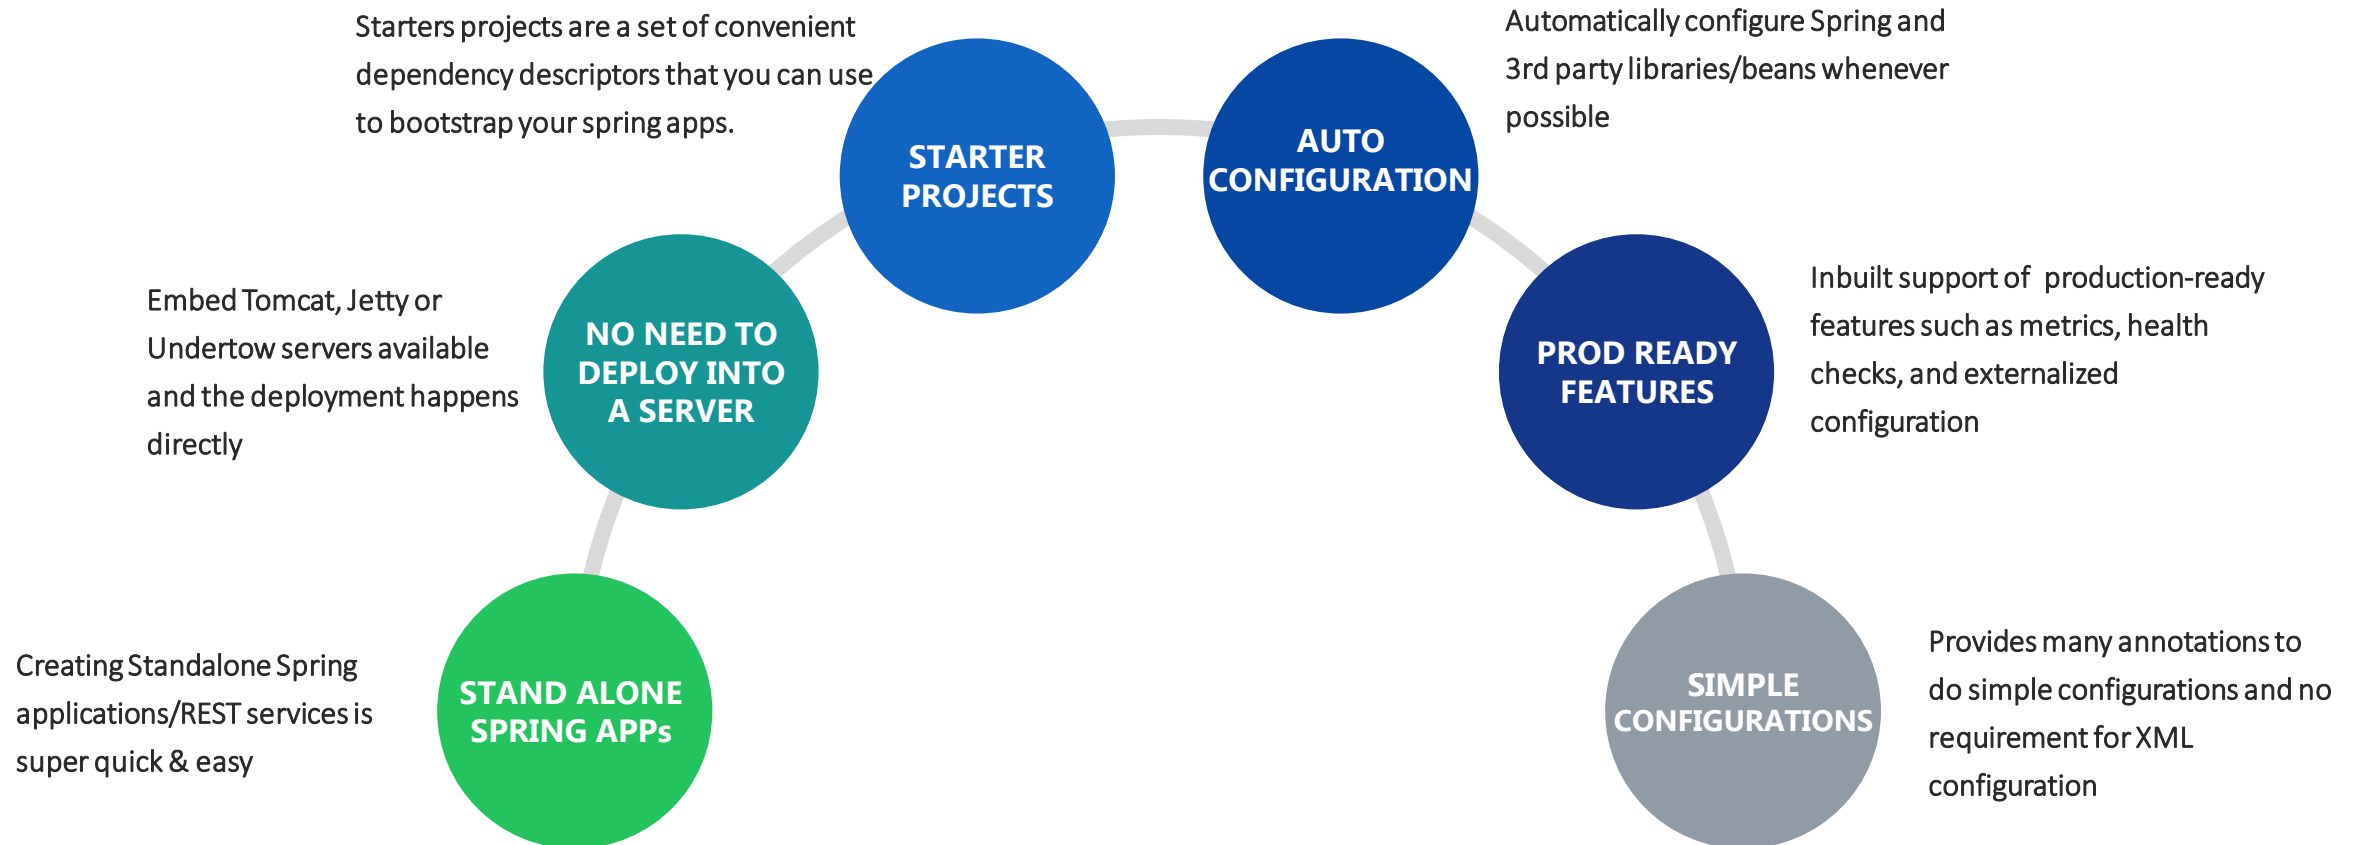 Starters projects are a set of convenient
dependency descriptors that you can use
to bootstrap your spring apps.
STARTER
PROJECTS
AUTO
CONFIGURATION
Automatically configure Spring and
3rd party libraries/beans whenever
possible
Embed Tomcat, Jetty or
Undertow servers available
and the deployment happens
directly
NO NEED TO
DEPLOY INTO
A SERVER
PROD READY
FEATURES
Inbuilt support of  production-ready
features such as metrics, health
checks, and externalized
configuration
Creating Standalone Spring
applications/REST services is
super quick & easy
STAND ALONE
SPRING APPs
SIMPLE
CONFIGURATIONS
Provides many annotations to
do simple configurations and no
requirement for XML
configuration